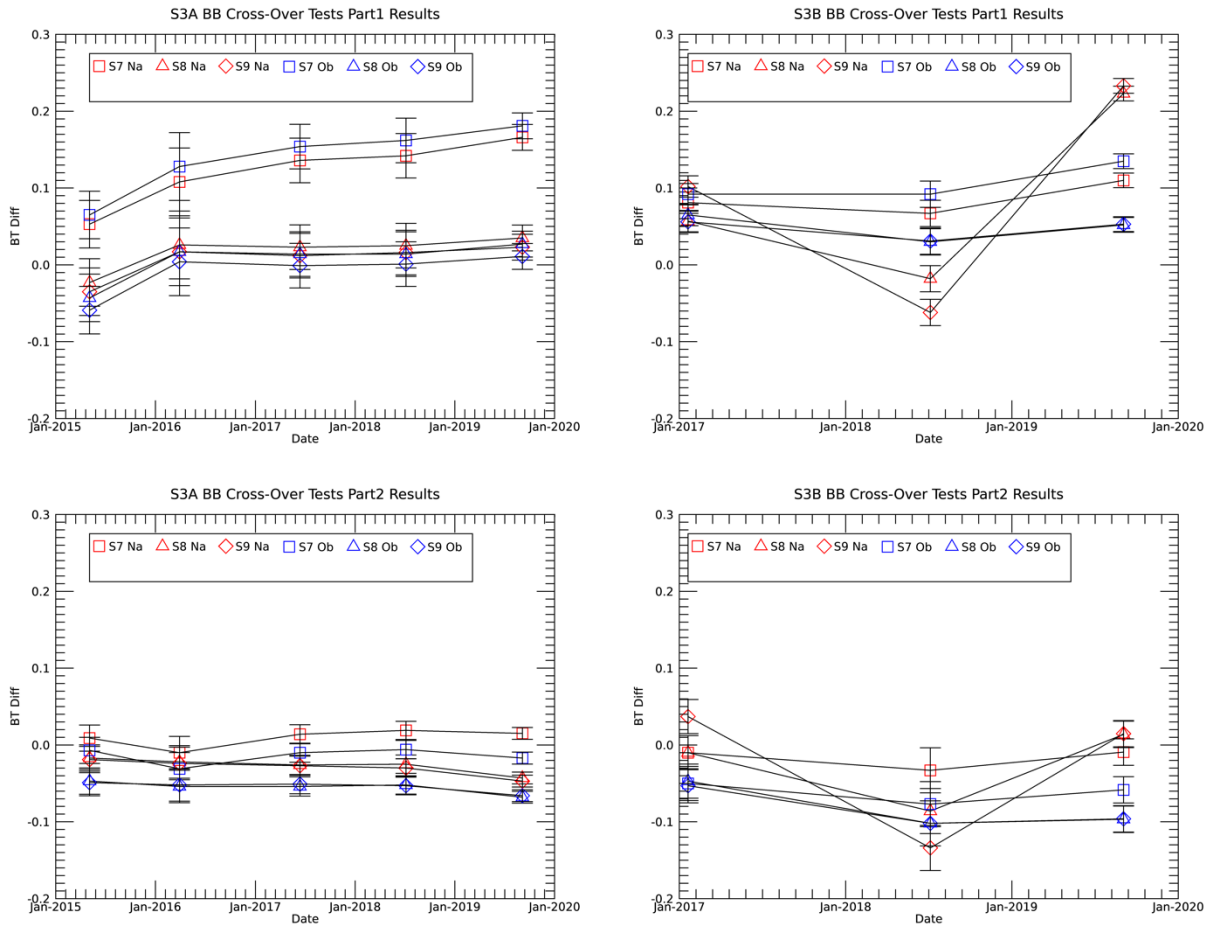 S3A BB Cross-Over Tests Part1 Results
0.3
S7 Na S8 Na S9 Na S7 Ob S8 Ob S9 Ob
0.2
0.1
BT Diff
0.0
-0.1
-0.2
Jan-2015 Jan-2016 Jan-2017 Jan-2018 Jan-2019 Jan-2020
Date
S3B BB Cross-Over Tests Part1 Results
0.3
S7 Na S8 Na S9 Na S7 Ob S8 Ob S9 Ob
0.2
0.1
BT Diff
0.0
-0.1
-0.2
Jan-2017 Jan-2018 Jan-2019 Jan-2020
Date
S3A BB Cross-Over Tests Part2 Results
0.3
S7 Na S8 Na S9 Na S7 Ob S8 Ob S9 Ob
0.2
0.1
BT Diff
0.0
-0.1
-0.2
Jan-2015 Jan-2016 Jan-2017 Jan-2018 Jan-2019 Jan-2020
Date
S3B BB Cross-Over Tests Part2 Results
0.3
S7 Na S8 Na S9 Na S7 Ob S8 Ob S9 Ob
0.2
0.1
BT Diff
0.0
-0.1
-0.2
Jan-2017 Jan-2018 Jan-2019 Jan-2020
Date